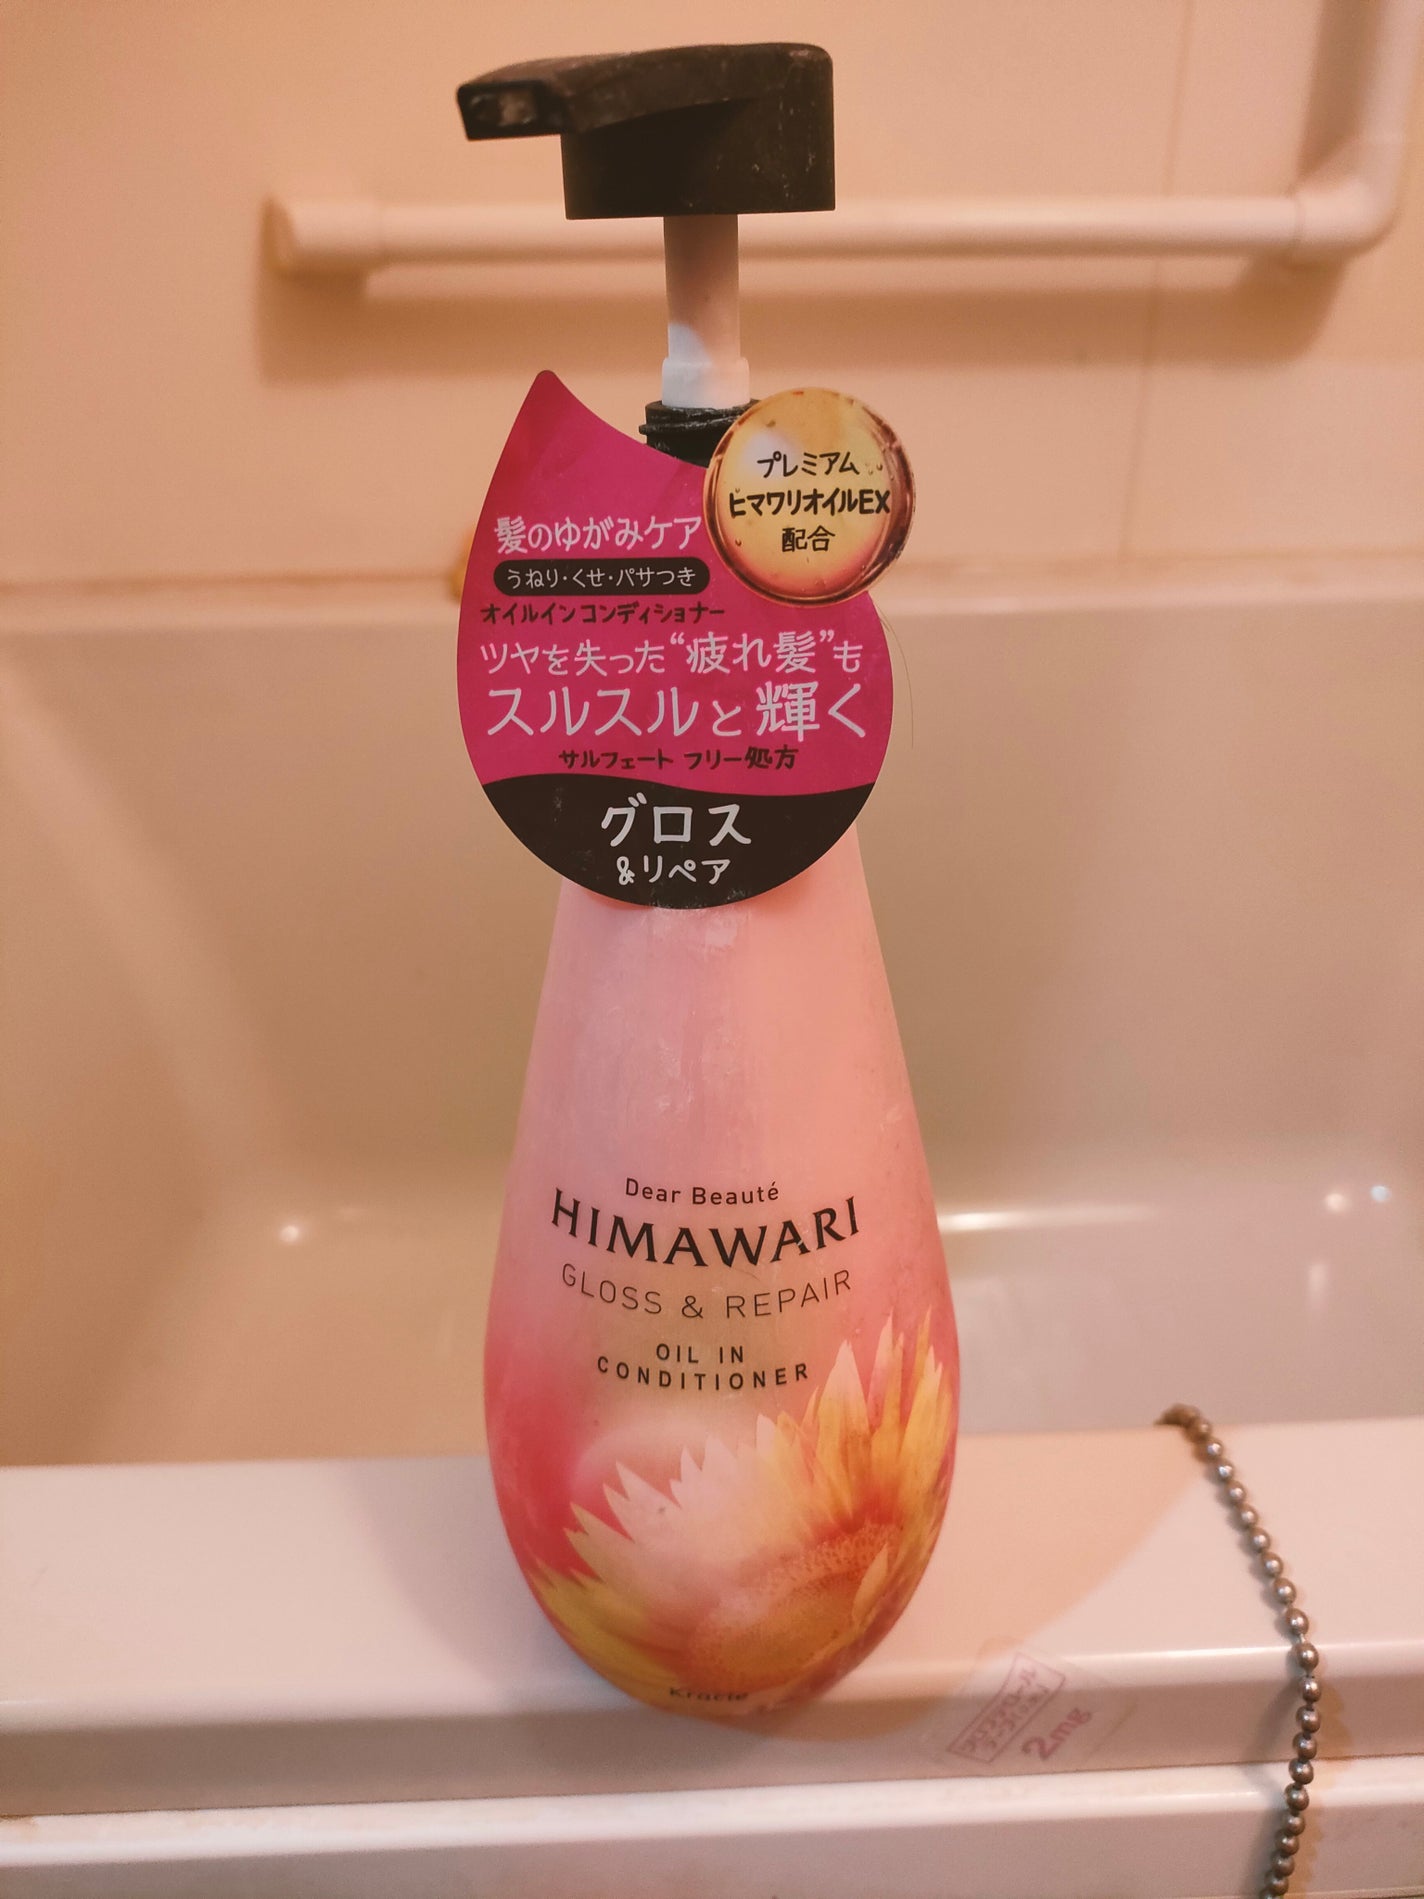 プレミアム
ヒマワリオイルEX
配合
髪のゆがみケア
うねり・くせ・パサつき
オイルイン コンディショナー
ツヤを失った“疲れ髪”も
スルスルと輝く
サルフェート フリー処方
グロス
&リペア
Dear Beauté
HIMAWARI
GLOSS & REPAIR
OIL IN
CONDITIONER
Kracie
2mg